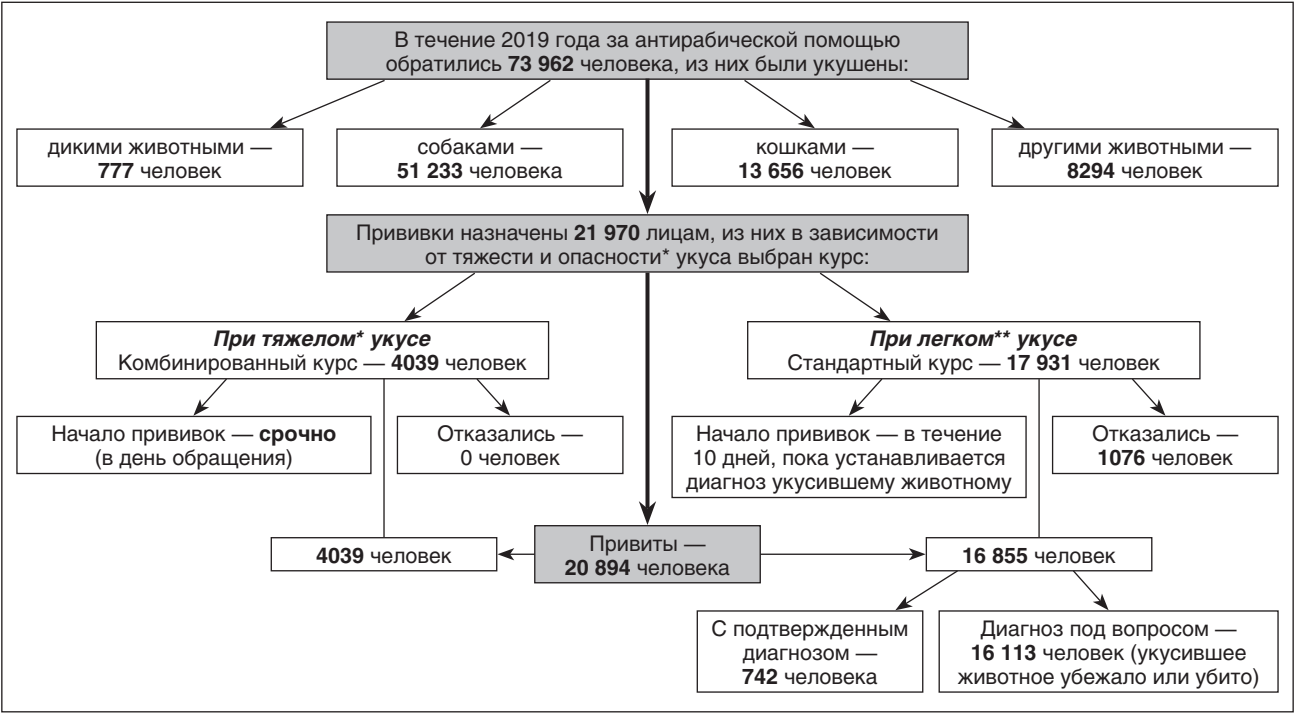 В течение 2019 года за антирабической помощью
обратились 73 962 человека, из них были укушены:
дикими животными —
777 человек
собаками —
51 233 человека
кошками —
13 656 человек
другими животными —
8294 человек
Прививки назначены 21 970 лицам, из них в зависимости
от тяжести и опасности* укуса выбран курс:
При тяжелом* укусе
Комбинированный курс — 4039 человек
При легком** укусе
Стандартный курс — 17 931 человек
Начало прививок — срочно
(в день обращения)
Отказались —
0 человек
Начало прививок — в течение
10 дней, пока устанавливается
диагноз укусившему животному
Отказались —
1076 человек
4039 человек
Привиты —
20 894 человека
16 855 человек
С подтвержденным
диагнозом —
742 человека
Диагноз под вопросом —
16 113 человек (укусившее
животное убежало или убито)